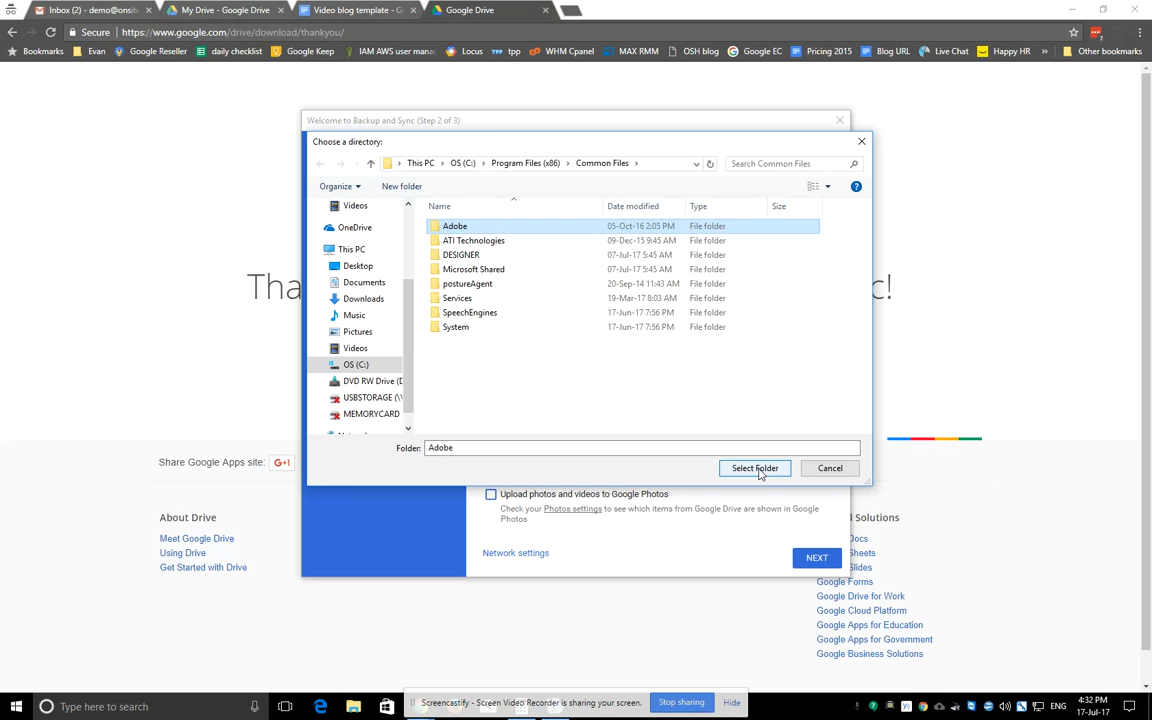 Inbox (2) - demo@onsit
My Drive - Google Drive
Video blog template - G
Google Drive
Secure
https://www.google.com/drive/download/thankyou/
Bookmarks
Evan
Google Reseller
daily checklist
Google Keep
IAM AWS user manag
Locus
tpp
WHM Cpanel
MAX RMM
OSH blog
Google EC
Pricing 2015
Blog URL
Live Chat
Happy HR
»
Other bookmarks
Welcome to Backup and Sync (Step 2 of 3)
Choose a directory:
This PC > OS (C:) > Program Files (x86) > Common Files >
Search Common Files
Organize
New folder
Name
Date modified
Type
Size
Videos
OneDrive
This PC
Desktop
Documents
Downloads
Music
Pictures
Videos
OS (C:)
DVD RW Drive (D
USBSTORAGE (\\
MEMORYCARD
Adobe 05-Oct-16 2:05 PM File folder
ATI Technologies 09-Dec-15 9:45 AM File folder
DESIGNER 07-Jul-17 5:45 AM File folder
Microsoft Shared 07-Jul-17 5:45 AM File folder
postureAgent 20-Sep-14 11:43 AM File folder
Services 19-Mar-17 8:03 AM File folder
SpeechEngines 17-Jun-17 7:56 PM File folder
System 17-Jun-17 7:56 PM File folder
Folder:
Adobe
Select Folder
Cancel
Tha
c!
Share Google Apps site:
G+1
Upload photos and videos to Google Photos
Check your Photos settings to see which items from Google Drive are shown in Google
Photos
Network settings
NEXT
About Drive
Meet Google Drive
Using Drive
Get Started with Drive
l Solutions
Docs
Sheets
Slides
Google Forms
Google Drive for Work
Google Cloud Platform
Google Apps for Education
Google Apps for Government
Google Business Solutions
Type here to search
Screencastify - Screen Video Recorder is sharing your screen.
Stop sharing
Hide
ENG
4:32 PM
17-Jul-17